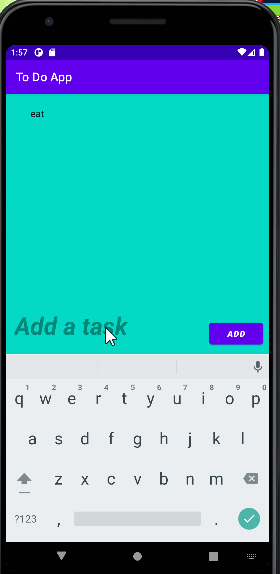 1:57
To Do App
eat
Add a task
ADD
1 2 3 4 5 6 7 8 9 0
q w e r t y u i o p
a s d f g h j k l
z x c v b n m
?123 , .